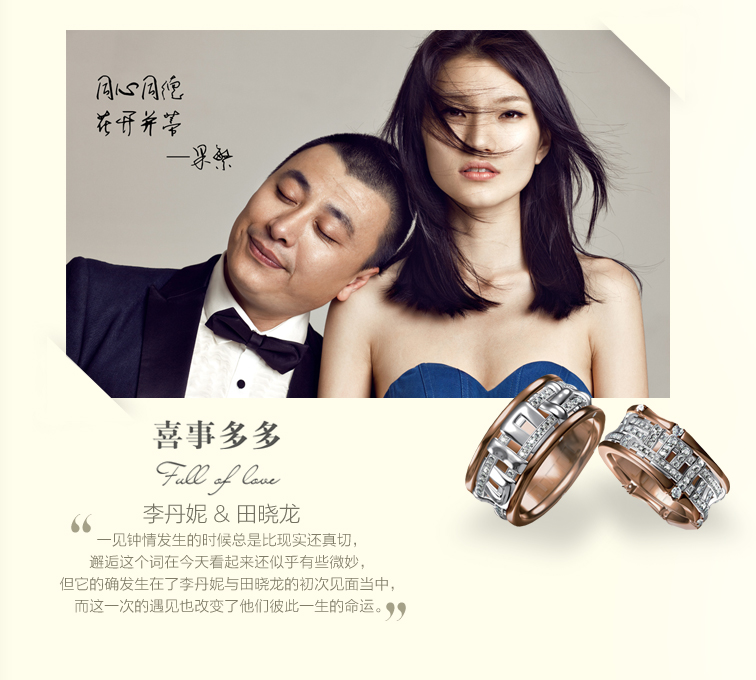 同心同德
花开并蒂
—果繁
喜事多多
Full of love
李丹妮 & 田晓龙
“一见钟情发生的时候总是比现实还真切，
邂逅这个词在今天看起来还似乎有些微妙，
但它的确发生在了李丹妮与田晓龙的初次见面当中，
而这一次的遇见也改变了他们彼此一生的命运。”